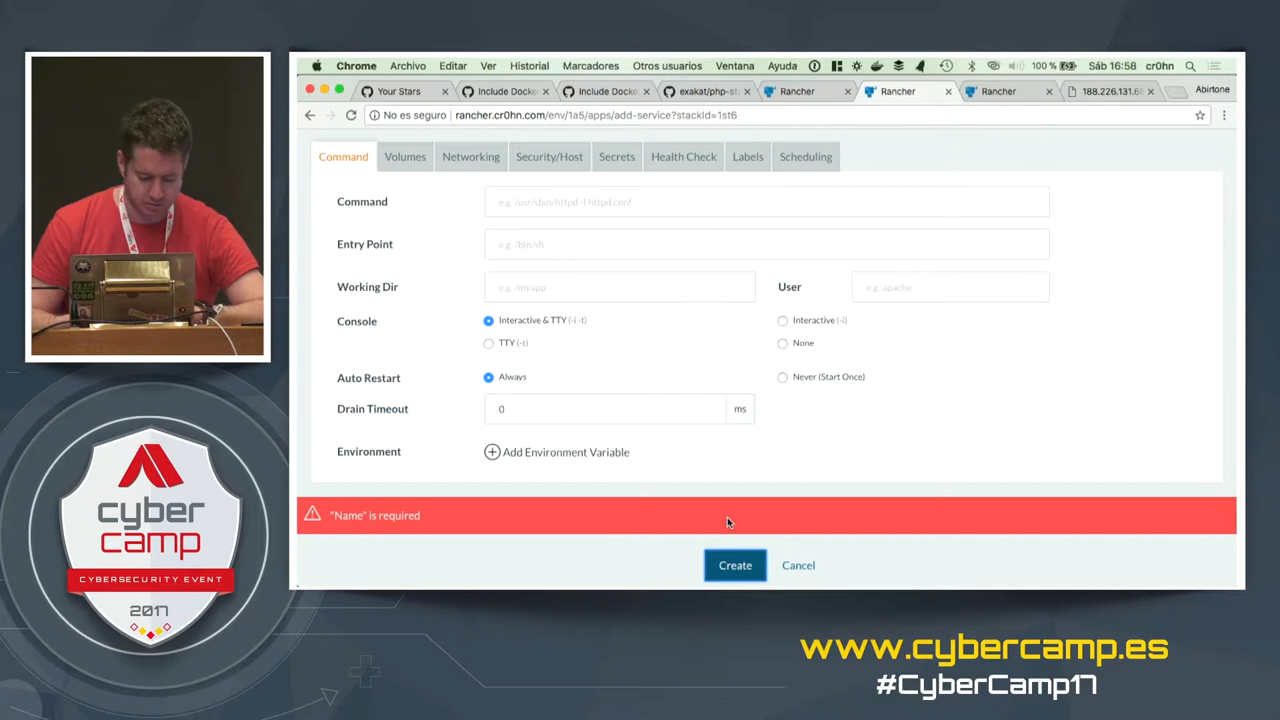 Chrome Archivo Editar Ver Historial Marcadores Otros usuarios Ventana Ayuda 100 % Sáb 16:58 cr0hn
Your Stars Include Docke Include Docke exakat/php-st Rancher Rancher Rancher 188.226.131.6 Abirtone
No es seguro rancher.cr0hn.com/env/1a5/apps/add-service?stackId=1st6
Command Volumes Networking Security/Host Secrets Health Check Labels Scheduling
Command e.g. /usr/sbin/httpd -f httpd.conf
Entry Point e.g. /bin/sh
Working Dir e.g. /myapp User e.g. apache
Console Interactive & TTY (-i -t) Interactive (-i)
TTY (-t) None
Auto Restart Always Never (Start Once)
Drain Timeout 0 ms
Environment Add Environment Variable
"Name" is required
Create Cancel
cyber
camp
CYBERSECURITY EVENT
2017
www.cybercamp.es
#CyberCamp17